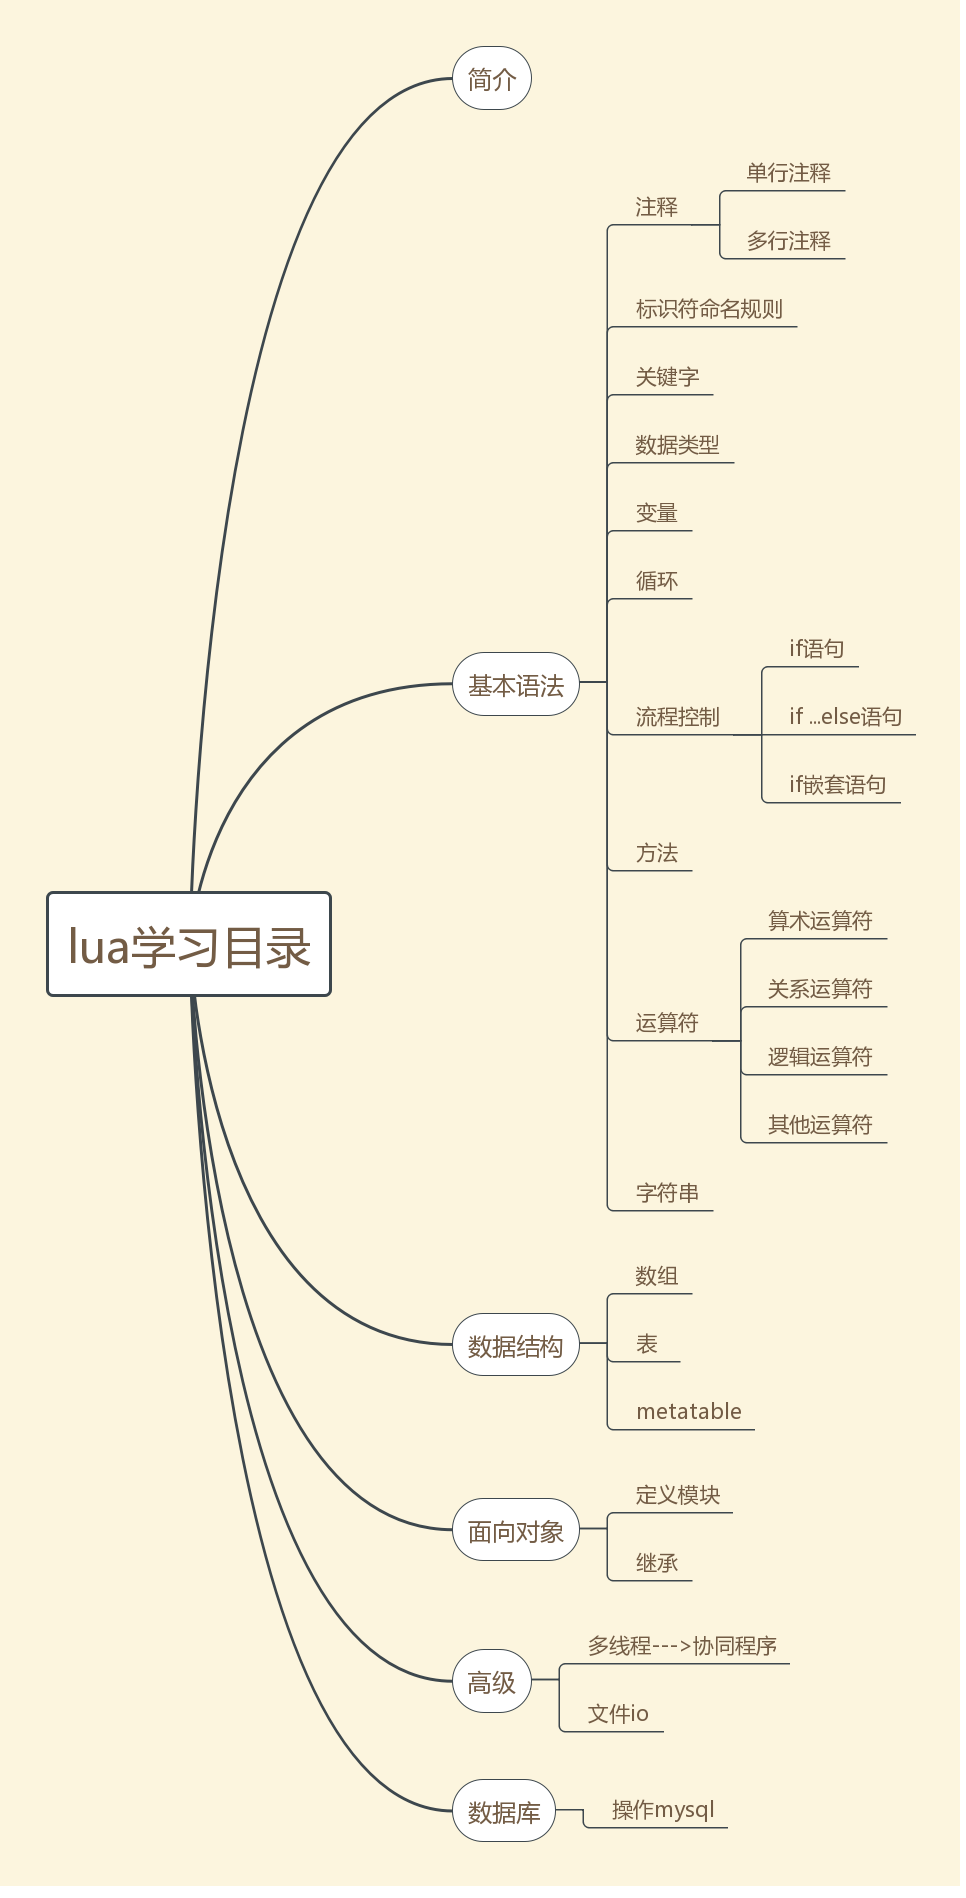 简介
单行注释
注释
多行注释
标识符命名规则
关键字
数据类型
变量
循环
if语句
基本语法
流程控制
if ...else语句
if嵌套语句
方法
算术运算符
lua学习目录
关系运算符
运算符
逻辑运算符
其他运算符
字符串
数组
数据结构
表
metatable
定义模块
面向对象
继承
多线程--->协同程序
高级
文件io
数据库
操作mysql